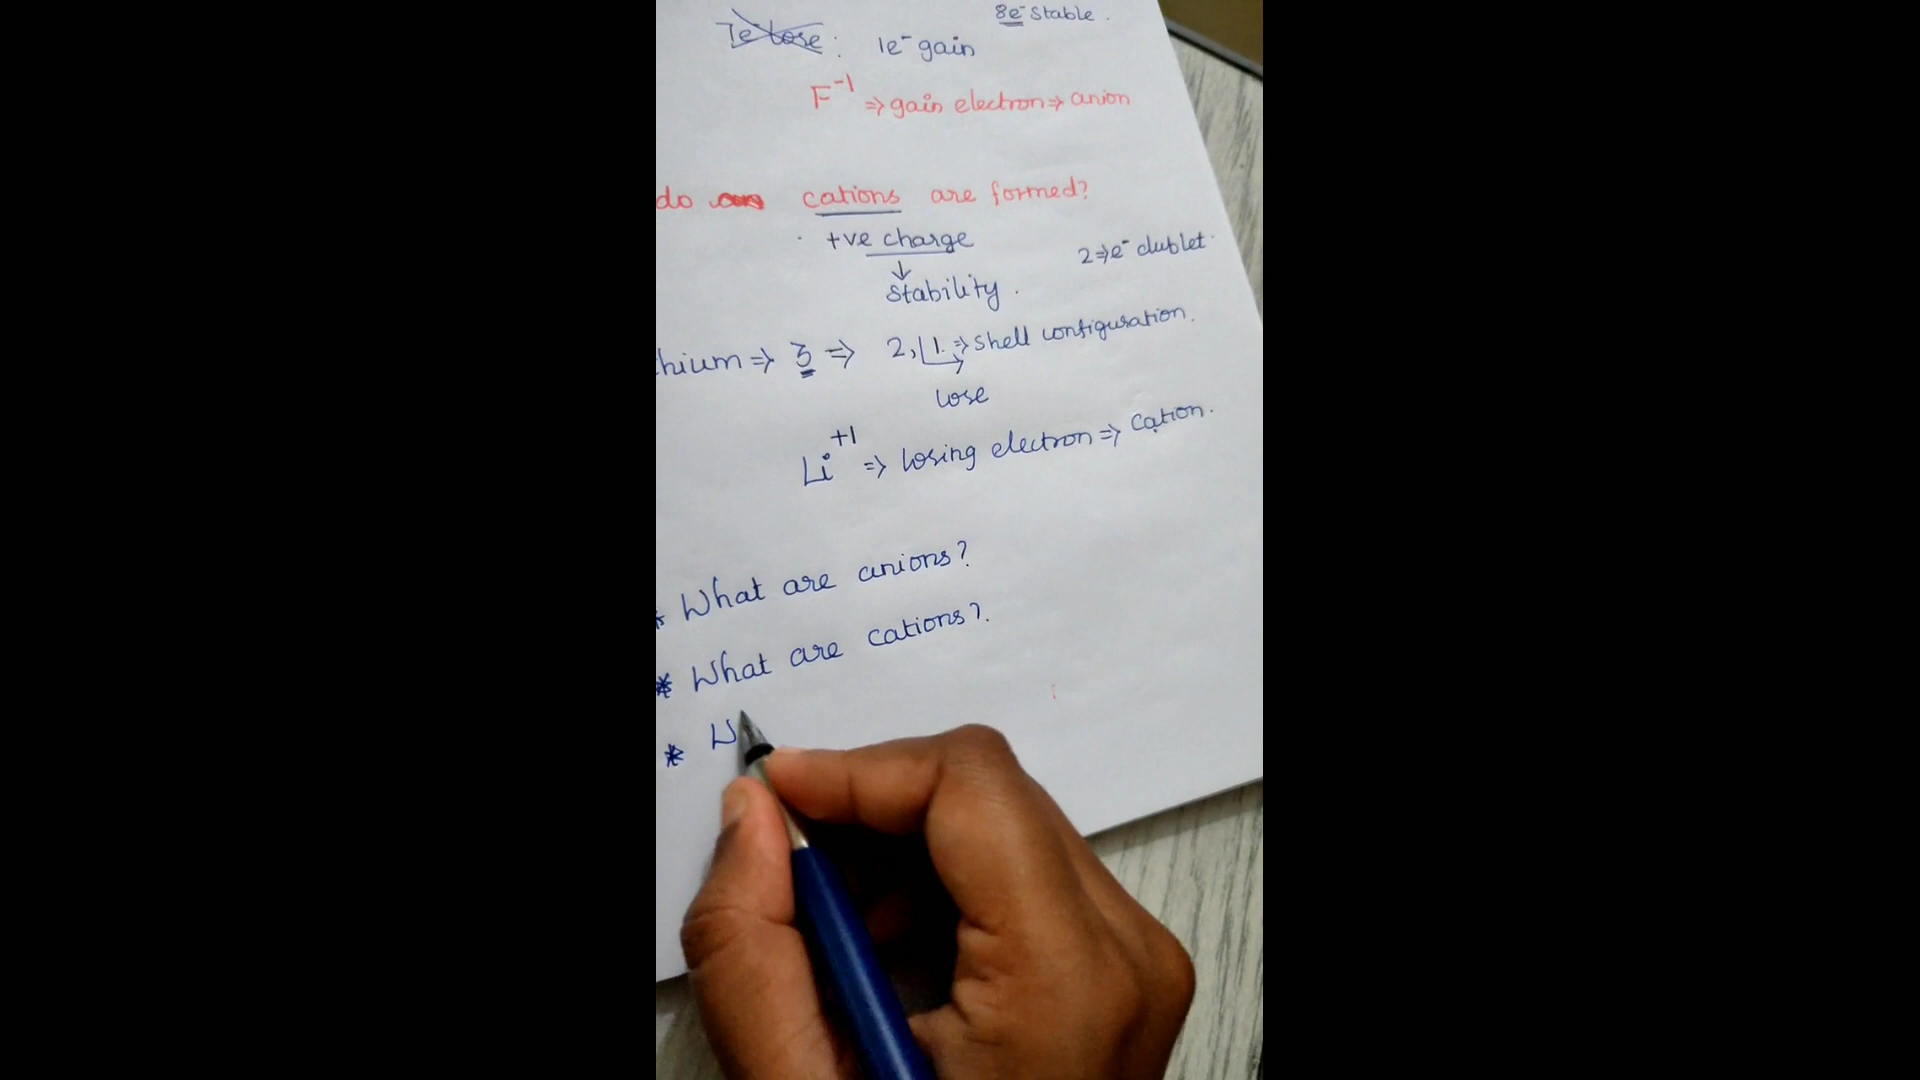 8e⁻ stable.
7e⁻ lose : 1e⁻ gain
F⁻¹ ⇒ gain electron ⇒ anion
do cations are formed?
+ve charge
↓
stability.
2 ⇒ e⁻ dublet.
hium ⇒ 3 ⇒ 2, 1. ⇒ shell configuration.
lose
Li⁺¹ ⇒ losing electron ⇒ cation.
* What are anions?
* What are cations?.
* W